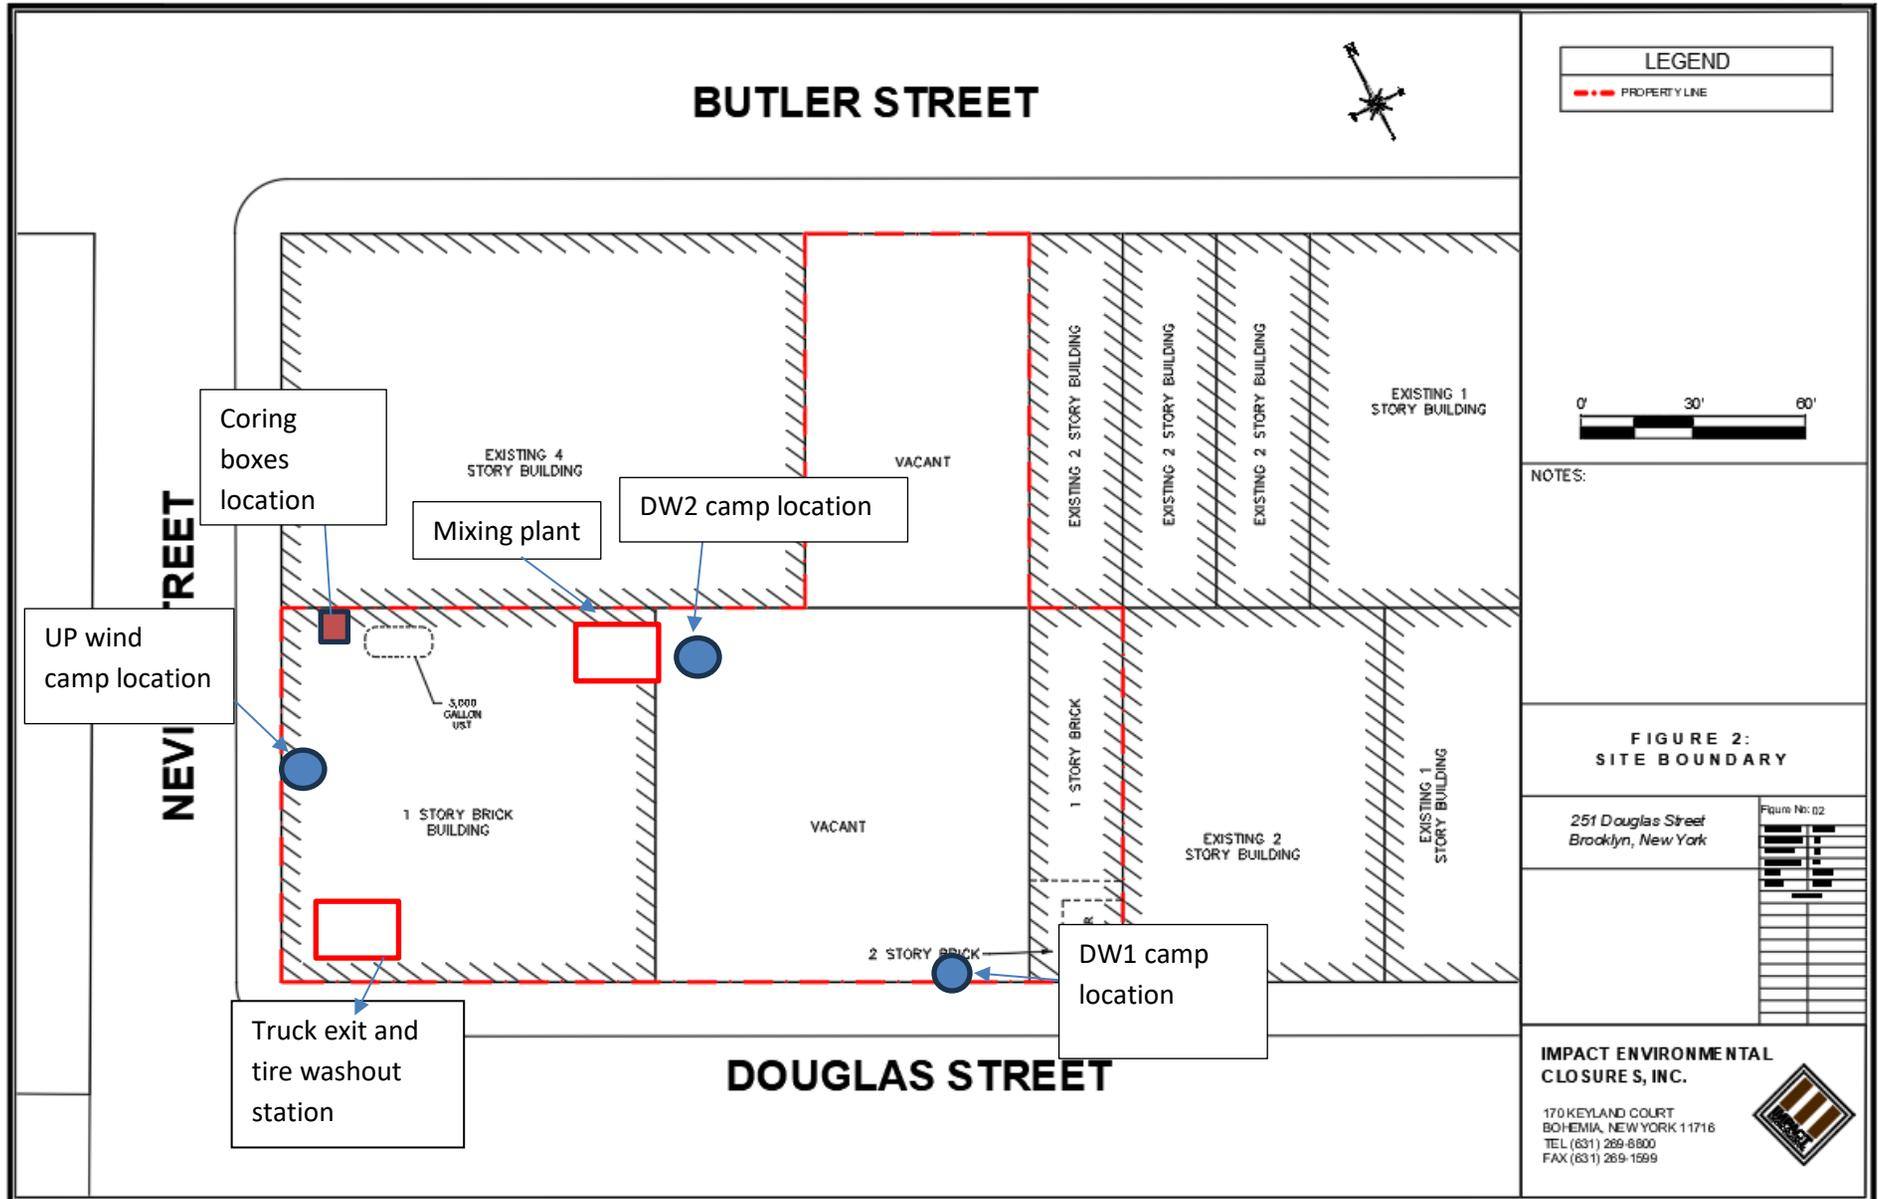 BUTLER STREET
N
LEGEND
PROPERTY LINE
0' 30' 60'
NOTES:
EXISTING 4
STORY BUILDING
VACANT
EXISTING 2 STORY BUILDING
EXISTING 2 STORY BUILDING
EXISTING 2 STORY BUILDING
EXISTING 1
STORY BUILDING
Coring
boxes
location
Mixing plant
DW2 camp location
UP wind
camp location
NEVI TREET
GALLON
UST
1 STORY BRICK
BUILDING
VACANT
1 STORY BRICK
R
2 STORY BRICK
EXISTING 2
STORY BUILDING
EXISTING 1
STORY BUILDING
DW1 camp
location
Truck exit and
tire washout
station
DOUGLAS STREET
FIGURE 2:
SITE BOUNDARY
251 Douglas Street
Brooklyn, New York
Figure No: 02
IMPACT ENVIRONMENTAL
CLOSURES, INC.
170 KEYLAND COURT
BOHEMIA, NEW YORK 11716
TEL (631) 269-8800
FAX (631) 269-1599
IMPACT